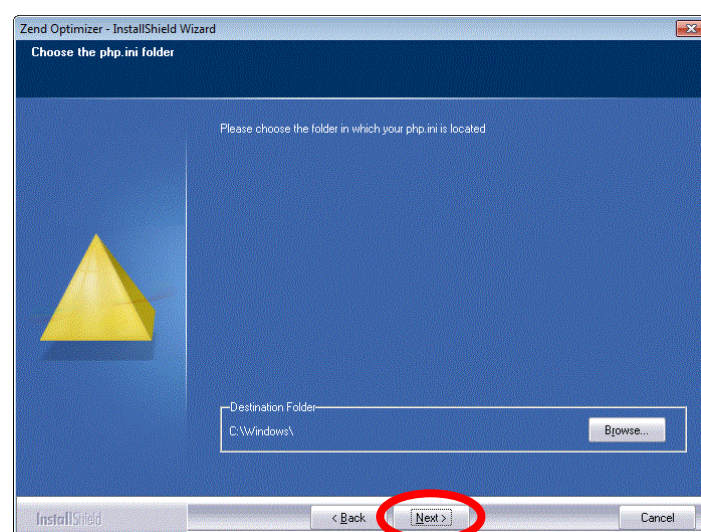 Zend Optimizer - InstallShield Wizard
Choose the php.ini folder
Please choose the folder in which your php.ini is located
Destination Folder
C:\Windows\
Browse...
InstallShield
< Back
Next >
Cancel